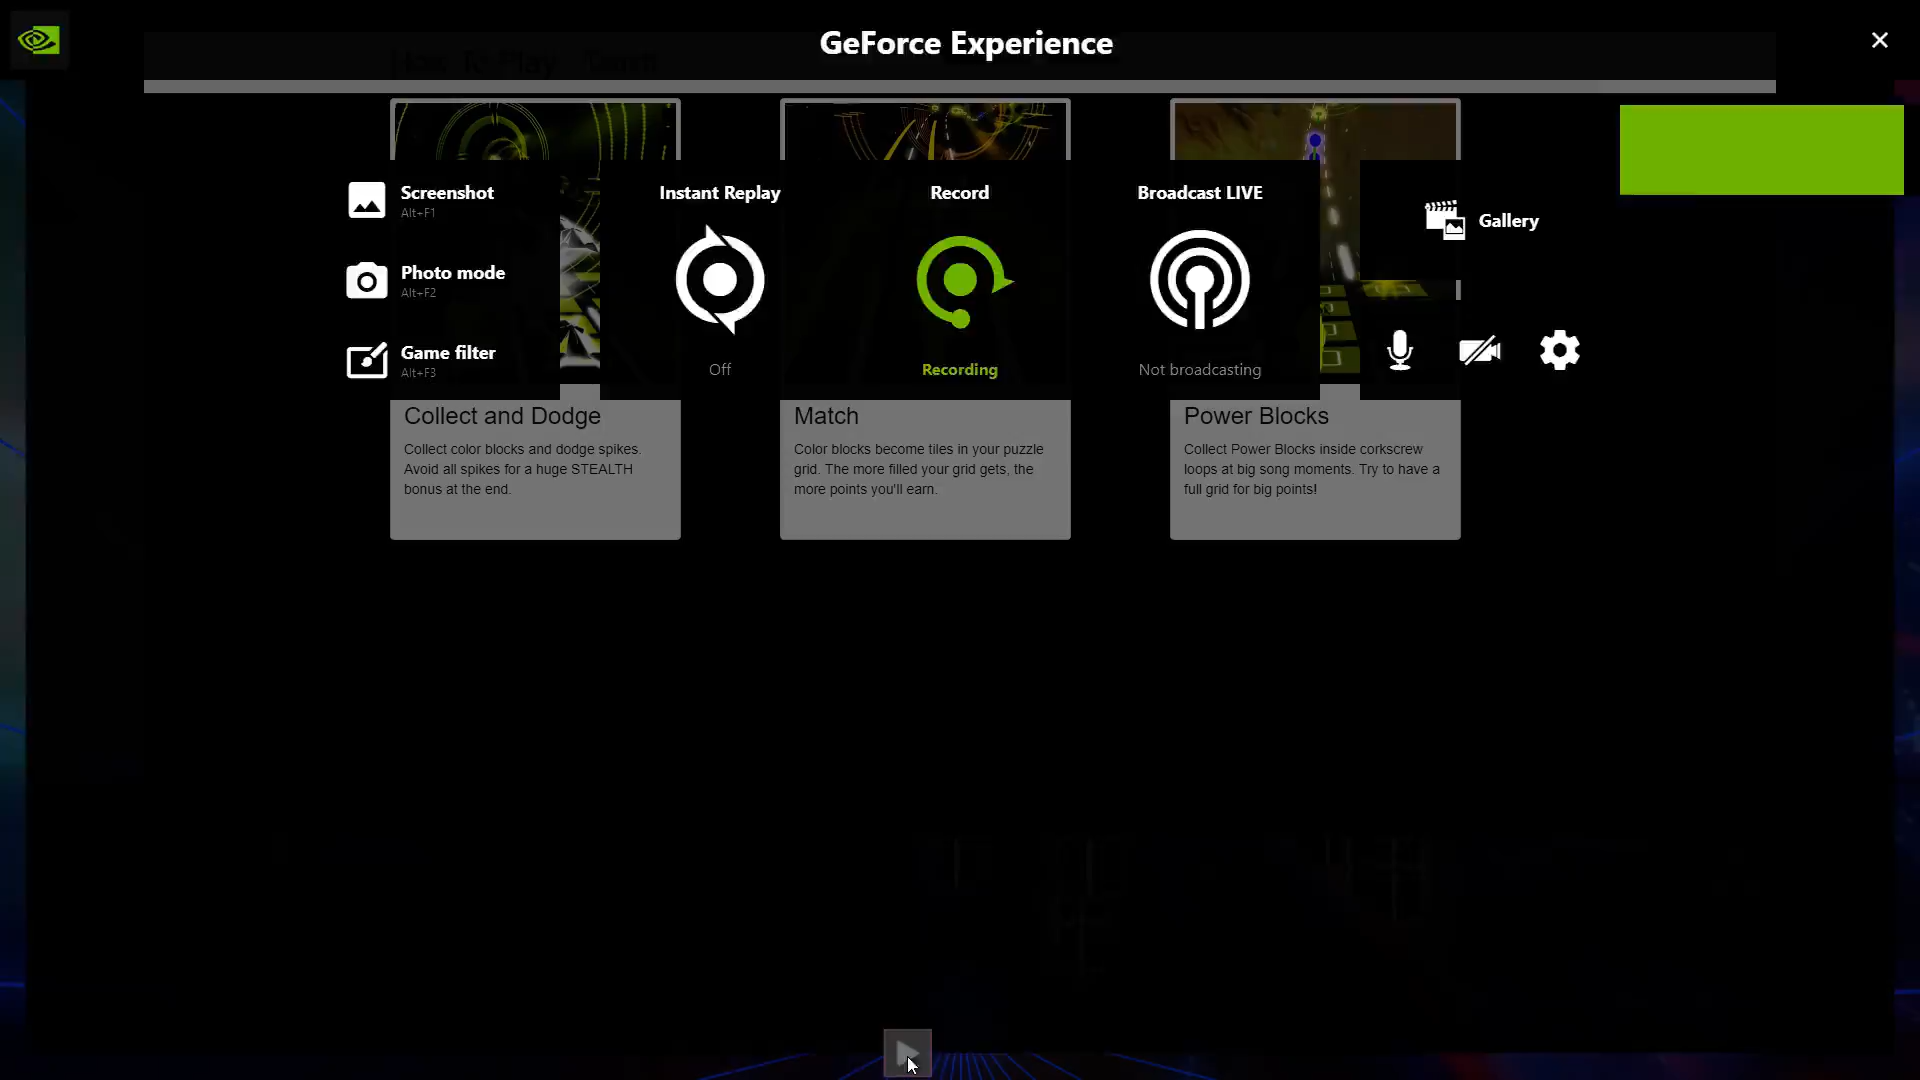 GeForce Experience
Screenshot
Alt+F1
Photo mode
Alt+F2
Game filter
Alt+F3
Instant Replay
Off
Record
Recording
Broadcast LIVE
Not broadcasting
Gallery
Collect and Dodge
Collect color blocks and dodge spikes.
Avoid all spikes for a huge STEALTH
bonus at the end.
Match
Color blocks become tiles in your puzzle
grid. The more filled your grid gets, the
more points you'll earn.
Power Blocks
Collect Power Blocks inside corkscrew
loops at big song moments. Try to have a
full grid for big points!